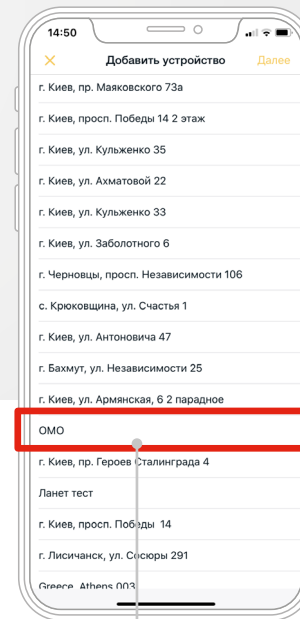 14:50
Добавить устройство Далее
г. Киев, пр. Маяковского 73а
г. Киев, просп. Победы 14 2 этаж
г. Киев, ул. Кульженко 35
г. Киев, ул. Ахматовой 22
г. Киев, ул. Кульженко 33
г. Киев, ул. Заболотного 6
г. Черновцы, просп. Независимости 106
с. Крюковщина, ул. Счастья 1
г. Киев, ул. Антоновича 47
г. Бахмут, ул. Независимости 25
г. Киев, ул. Армянская, 6 2 парадное
ОМО
г. Киев, пр. Героев Сталинграда 4
Ланет тест
г. Киев, просп. Победы 14
г. Лисичанск, ул. Сосюры 291
Greece, Athens 003